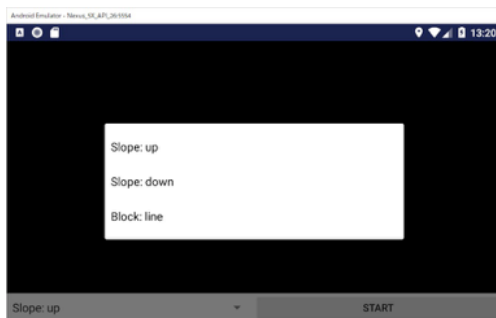 Android Emulator - Nexus_5X_API_26:5554
13:20
Slope: up
Slope: down
Block: line
Slope: up
START